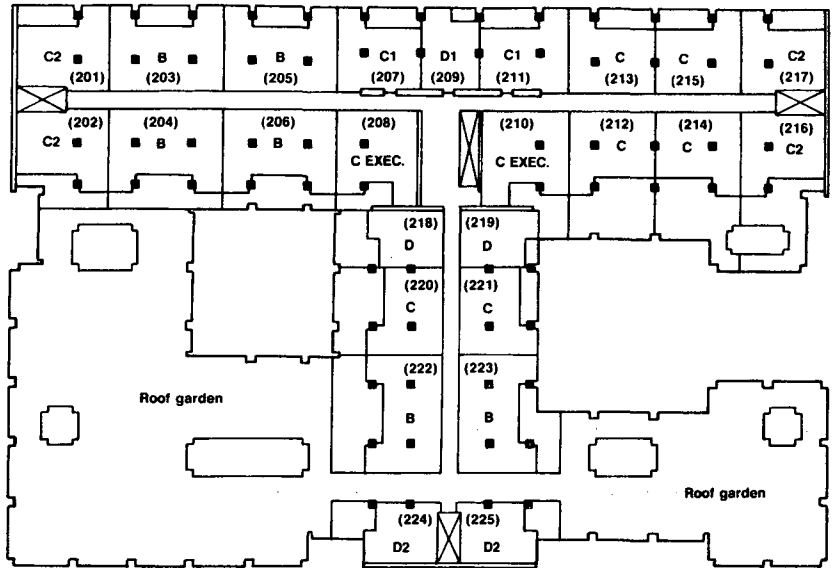 C2
(201)
B
(203)
B
(205)
C1
(207)
D1
(209)
C1
(211)
C
(213)
C
(215)
C2
(217)
(202)
C2
(204)
B
(206)
B
(208)
C EXEC.
(210)
C EXEC.
(212)
C
(214)
C
(216)
C2
(218)
D
(219)
D
(220)
C
(221)
C
(222)
B
(223)
B
Roof garden
Roof garden
(224)
D2
(225)
D2